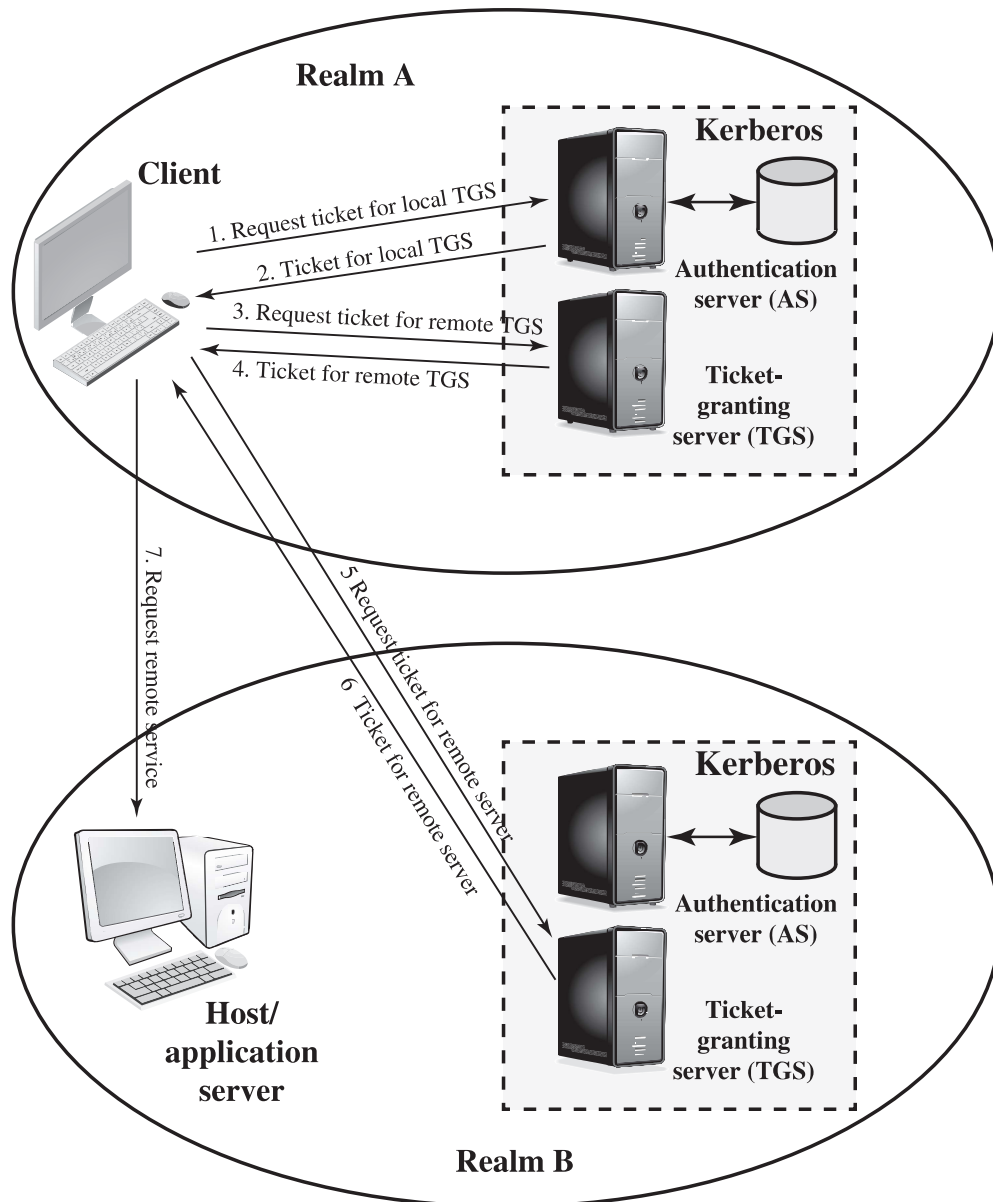 Realm A
Kerberos
Client
1. Request ticket for local TGS
2. Ticket for local TGS
Authentication
server (AS)
3. Request ticket for remote TGS
4. Ticket for remote TGS
Ticket-
granting
server (TGS)
7. Request remote service
5 Request ticket for remote server
6 Ticket for remote server
Kerberos
Authentication
server (AS)
Host/
application
server
Ticket-
granting
server (TGS)
Realm B